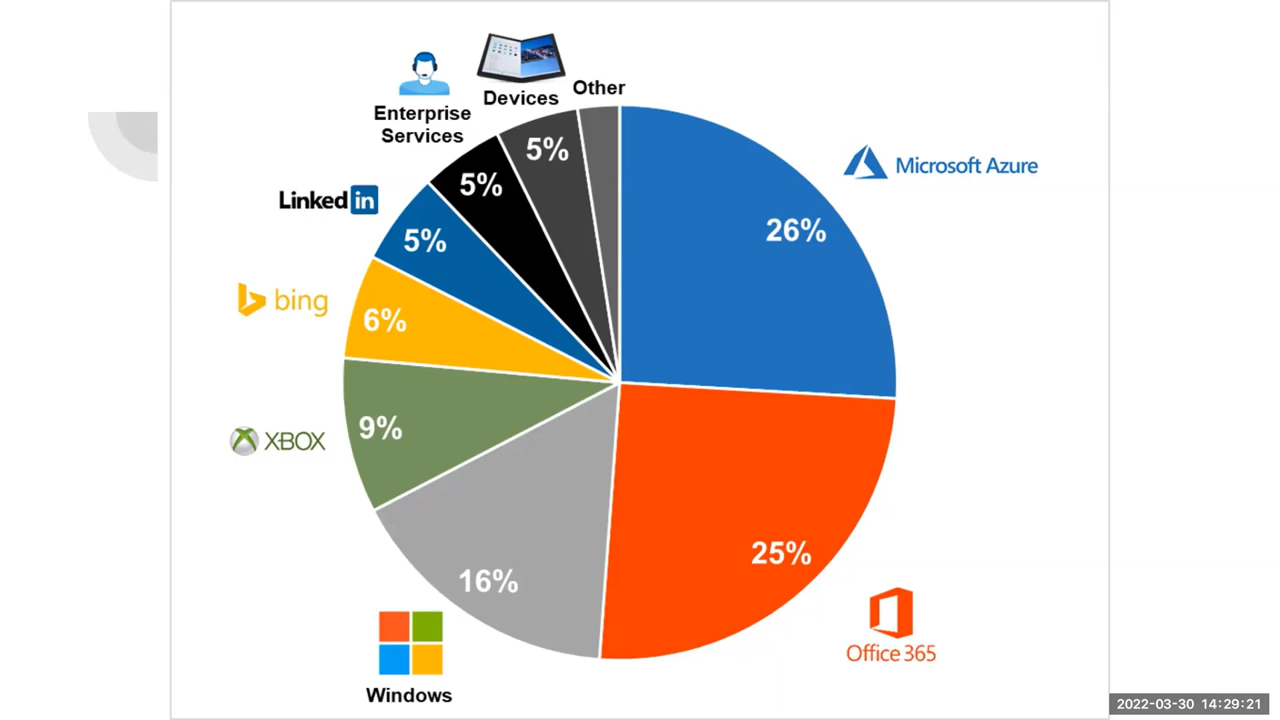 Enterprise
Services
Devices
Other
Microsoft Azure
26%
Office 365
25%
Windows
16%
XBOX
9%
bing
6%
Linked in
5%
5%
5%
2022-03-30 14:29:21